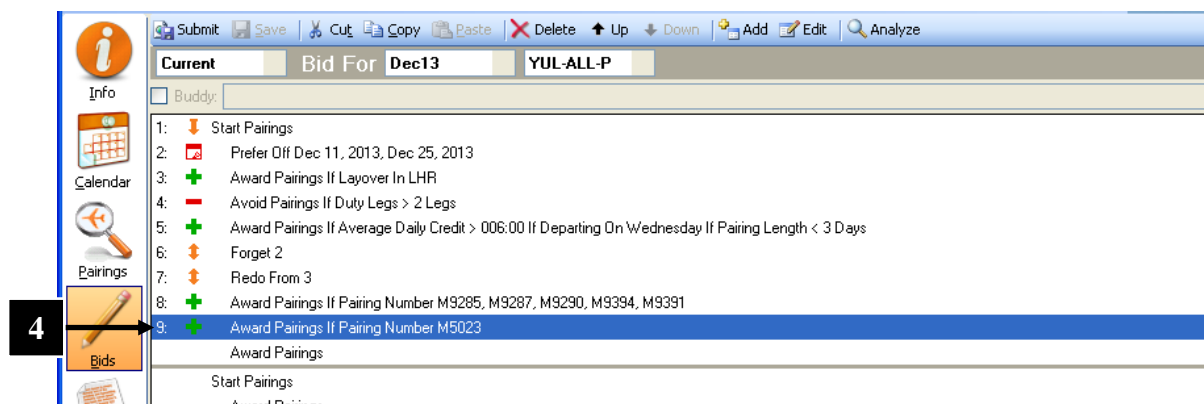 Submit Save Cut Copy Paste Delete Up Down Add Edit Analyze
Current Bid For Dec13 YUL-ALL-P
Info
Buddy:
1: Start Pairings
2: Prefer Off Dec 11, 2013, Dec 25, 2013
3: Award Pairings If Layover In LHR
Calendar
4: Avoid Pairings If Duty Legs > 2 Legs
5: Award Pairings If Average Daily Credit > 006:00 If Departing On Wednesday If Pairing Length < 3 Days
6: Forget 2
Pairings
7: Redo From 3
8: Award Pairings If Pairing Number M9285, M9287, M9290, M9394, M9391
4
9: Award Pairings If Pairing Number M5023
Award Pairings
Bids
Start Pairings
Award Pairings